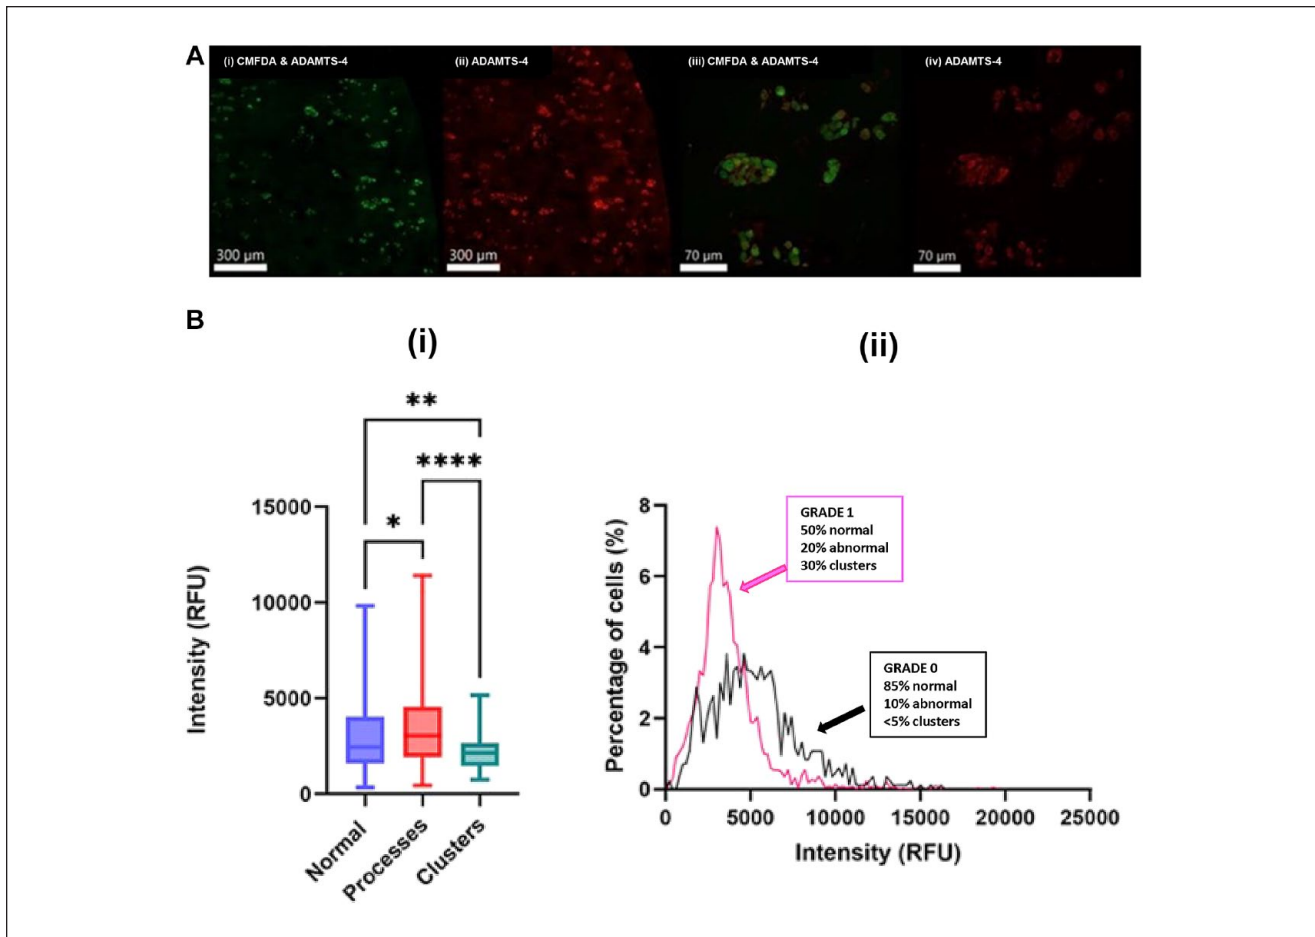 A
(i) CMFDA & ADAMTS-4
(ii) ADAMTS-4
(iii) CMFDA & ADAMTS-4
(iv) ADAMTS-4
300 µm
300 µm
70 µm
70 µm
B
(i)
**
****
*
15000
10000
5000
0
Intensity (RFU)
Normal
Processes
Clusters
(ii)
8
6
4
2
0
Percentage of cells (%)
GRADE 1
50% normal
20% abnormal
30% clusters
GRADE 0
85% normal
10% abnormal
<5% clusters
0 5000 10000 15000 20000 25000
Intensity (RFU)